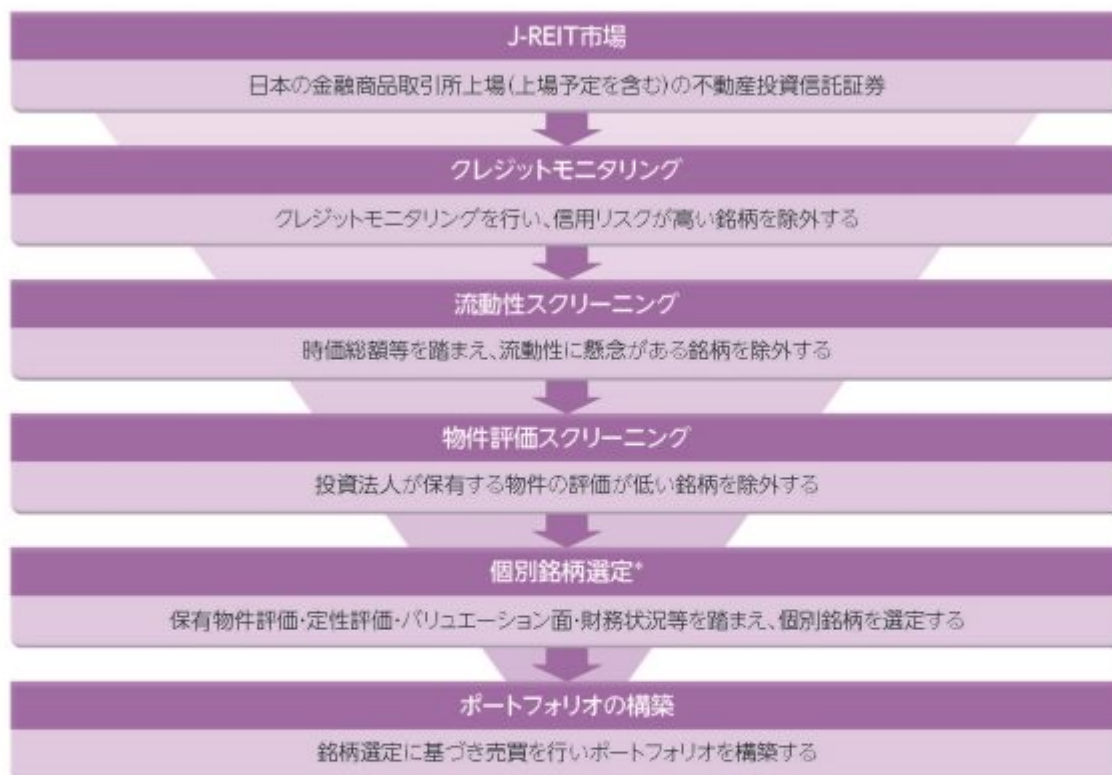 J-REIT市場
日本の金融商品取引所上場(上場予定を含む)の不動産投資信託証券
クレジットモニタリング
クレジットモニタリングを行い、信用リスクが高い銘柄を除外する
流動性スクリーニング
時価総額等を踏まえ、流動性に懸念がある銘柄を除外する
物件評価スクリーニング
投資法人が保有する物件の評価が低い銘柄を除外する
個別銘柄選定*
保有物件評価・定性評価・バリュエーション面・財務状況等を踏まえ、個別銘柄を選定する
ポートフォリオの構築
銘柄選定に基づき売買を行いポートフォリオを構築する